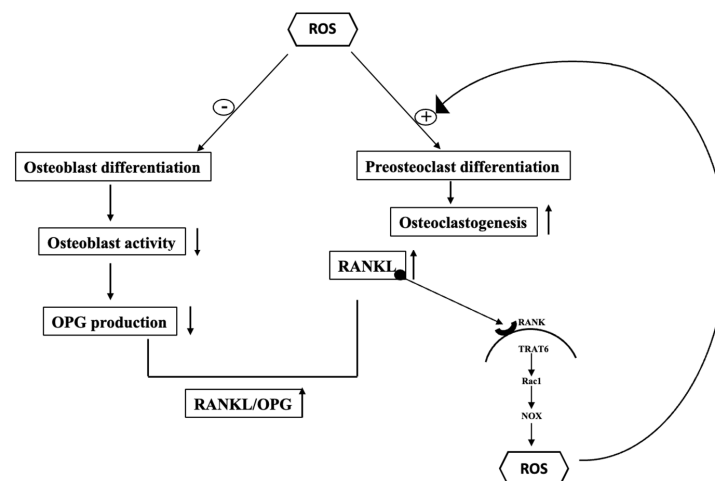 ROS
-
+
Osteoblast differentiation
Preosteoclast differentiation
Osteoclastogenesis
Osteoblast activity
RANKL
OPG production
RANK
TRAT6
Rac1
RANKL/OPG
NOX
ROS